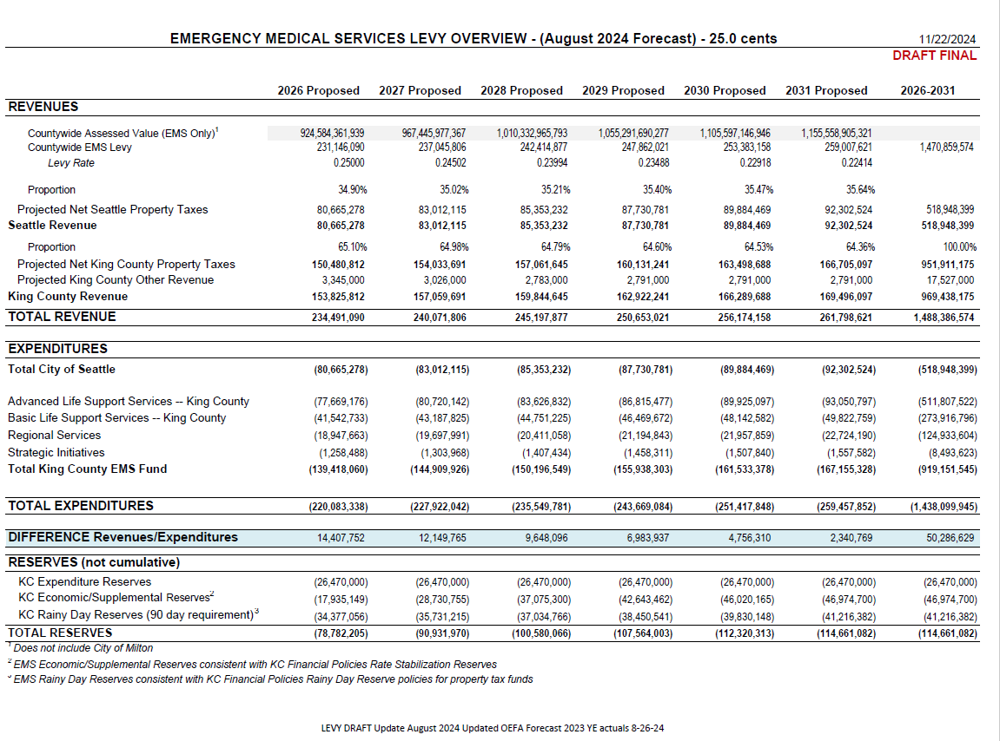 EMERGENCY MEDICAL SERVICES LEVY OVERVIEW - (August 2024 Forecast) - 25.0 cents 11/22/2024
DRAFT FINAL
2026 Proposed 2027 Proposed 2028 Proposed 2029 Proposed 2030 Proposed 2031 Proposed 2026-2031
REVENUES
Countywide Assessed Value (EMS Only)1 924,584,361,939 967,445,977,367 1,010,332,965,793 1,055,291,690,277 1,105,597,146,946 1,155,558,905,321
Countywide EMS Levy 231,146,090 237,045,806 242,414,877 247,862,021 253,383,158 259,007,621 1,470,859,574
Levy Rate 0.25000 0.24502 0.23994 0.23488 0.22918 0.22414
Proportion 34.90% 35.02% 35.21% 35.40% 35.47% 35.64%
Projected Net Seattle Property Taxes 80,665,278 83,012,115 85,353,232 87,730,781 89,884,469 92,302,524 518,948,399
Seattle Revenue 80,665,278 83,012,115 85,353,232 87,730,781 89,884,469 92,302,524 518,948,399
Proportion 65.10% 64.98% 64.79% 64.60% 64.53% 64.36% 100.00%
Projected Net King County Property Taxes 150,480,812 154,033,691 157,061,645 160,131,241 163,498,688 166,705,097 951,911,175
Projected King County Other Revenue 3,345,000 3,026,000 2,783,000 2,791,000 2,791,000 2,791,000 17,527,000
King County Revenue 153,825,812 157,059,691 159,844,645 162,922,241 166,289,688 169,496,097 969,438,175
TOTAL REVENUE 234,491,090 240,071,806 245,197,877 250,653,021 256,174,158 261,798,621 1,488,386,574
EXPENDITURES
Total City of Seattle (80,665,278) (83,012,115) (85,353,232) (87,730,781) (89,884,469) (92,302,524) (518,948,399)
Advanced Life Support Services -- King County (77,669,176) (80,720,142) (83,626,832) (86,815,477) (89,925,097) (93,050,797) (511,807,522)
Basic Life Support Services -- King County (41,542,733) (43,187,825) (44,751,225) (46,469,672) (48,142,582) (49,822,759) (273,916,796)
Regional Services (18,947,663) (19,697,991) (20,411,058) (21,194,843) (21,957,859) (22,724,190) (124,933,604)
Strategic Initiatives (1,258,488) (1,303,968) (1,407,434) (1,458,311) (1,507,840) (1,557,582) (8,493,623)
Total King County EMS Fund (139,418,060) (144,909,926) (150,196,549) (155,938,303) (161,533,378) (167,155,328) (919,151,545)
TOTAL EXPENDITURES (220,083,338) (227,922,042) (235,549,781) (243,669,084) (251,417,848) (259,457,852) (1,438,099,945)
DIFFERENCE Revenues/Expenditures 14,407,752 12,149,765 9,648,096 6,983,937 4,756,310 2,340,769 50,286,629
RESERVES (not cumulative)
KC Expenditure Reserves (26,470,000) (26,470,000) (26,470,000) (26,470,000) (26,470,000) (26,470,000) (26,470,000)
KC Economic/Supplemental Reserves2 (17,935,149) (28,730,755) (37,075,300) (42,643,462) (46,020,165) (46,974,700) (46,974,700)
KC Rainy Day Reserves (90 day requirement)3 (34,377,056) (35,731,215) (37,034,766) (38,450,541) (39,830,148) (41,216,382) (41,216,382)
TOTAL RESERVES (78,782,205) (90,931,970) (100,580,066) (107,564,003) (112,320,313) (114,661,082) (114,661,082)
1 Does not include City of Milton
2 EMS Economic/Supplemental Reserves consistent with KC Financial Policies Rate Stabilization Reserves
3 EMS Rainy Day Reserves consistent with KC Financial Policies Rainy Day Reserve policies for property tax funds
LEVY DRAFT Update August 2024 Updated OEFA Forecast 2023 YE actuals 8-26-24